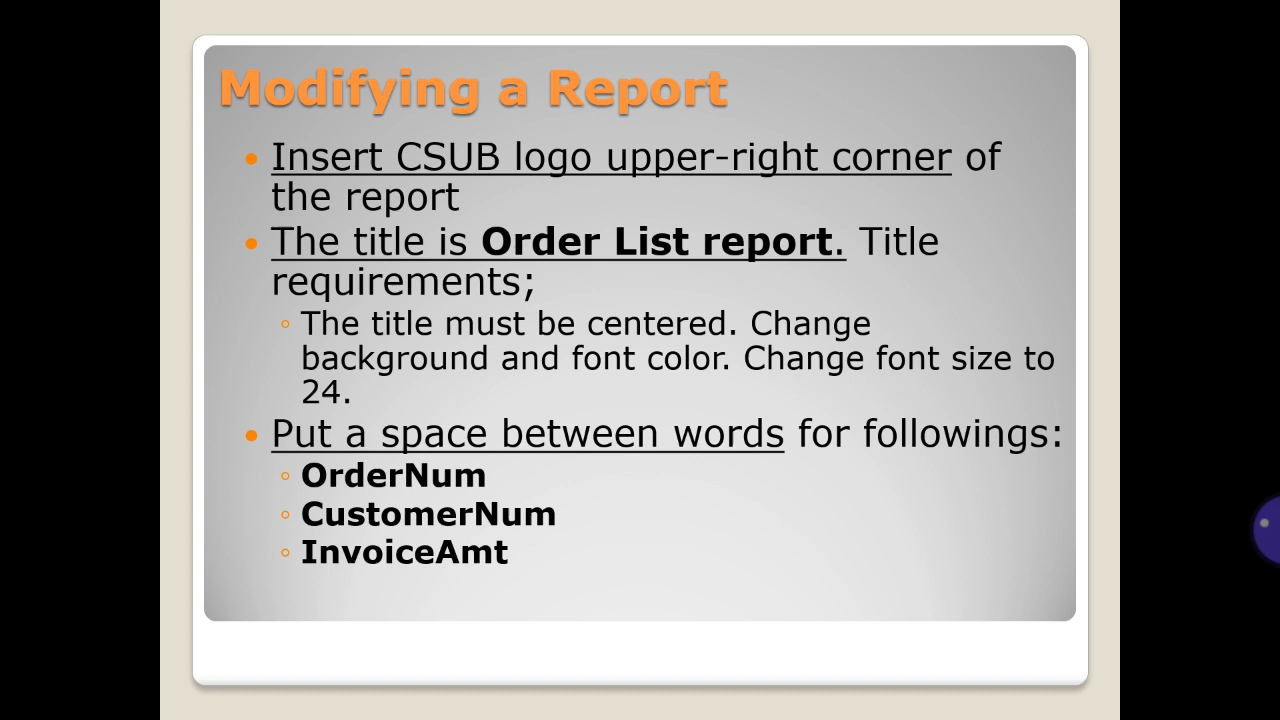 Modifying a Report
Insert CSUB logo upper-right corner of
the report
The title is Order List report. Title
requirements;
The title must be centered. Change
background and font color. Change font size to
24.
Put a space between words for followings:
OrderNum
CustomerNum
InvoiceAmt